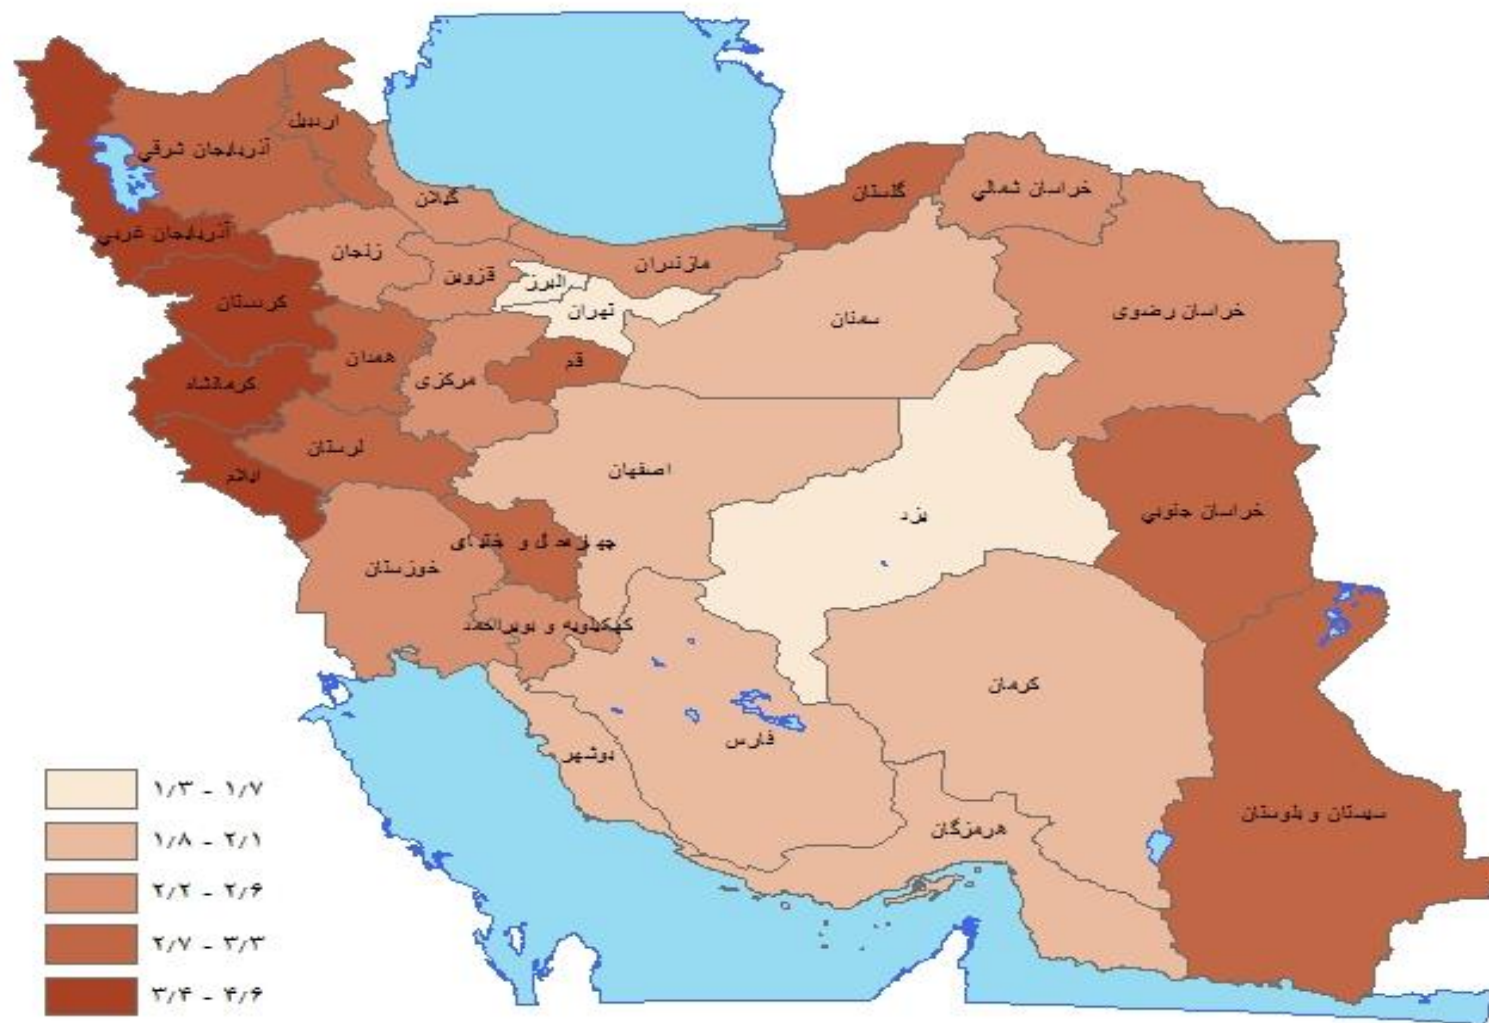 اردبیل
آذربایجان شرقی
گیلان
گلستان
خراسان شمالی
آذربایجان غربی
زنجان
قزوین
مازندران
البرز
تهران
کردستان
سمنان
خراسان رضوی
همدان
قم
مرکزی
کرمانشاه
لرستان
اصفهان
ایلام
یزد
خراسان جنوبی
چهارمحال و بختیاری
خوزستان
کهکیلویه و بویراحمد
کرمان
فارس
بوشهر
هرمزگان
سیستان و بلوستان
۱/۳ - ۱/۷
۱/۸ - ۲/۱
۲/۲ - ۲/۶
۲/۷ - ۳/۳
۳/۴ - ۴/۶